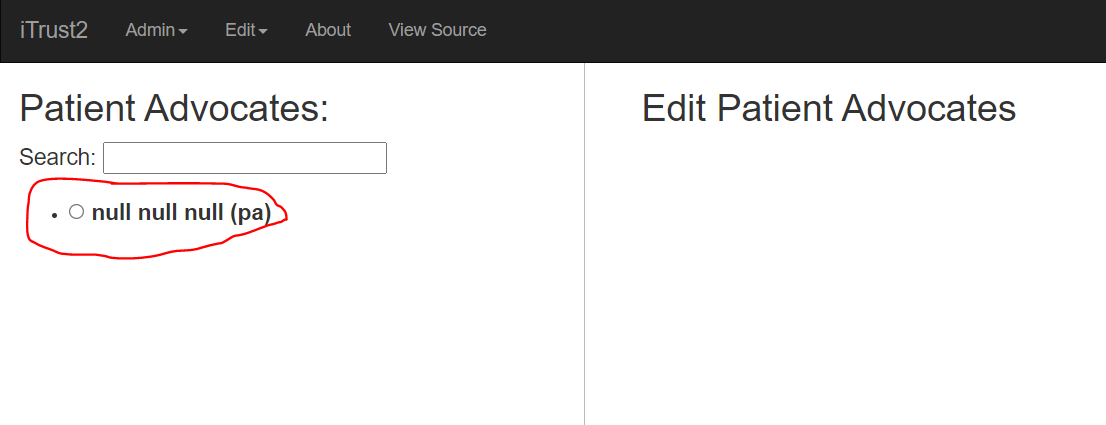 iTrust2 Admin Edit About View Source
Patient Advocates:
Edit Patient Advocates
Search:
null null null (pa)